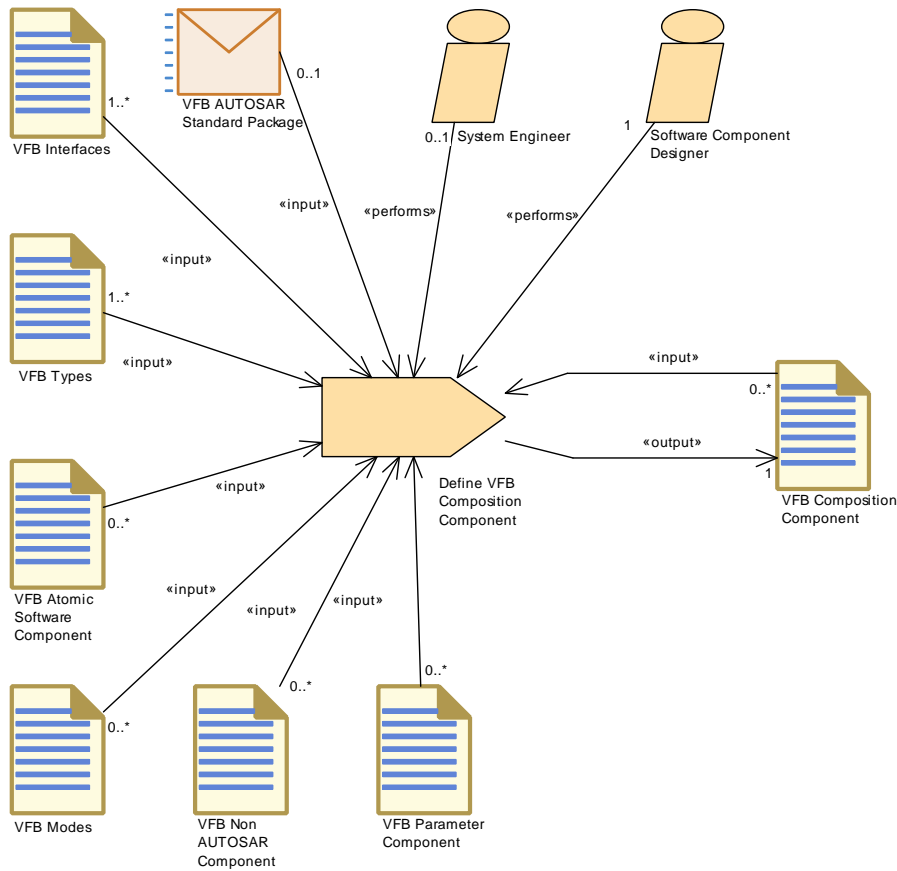 0..1
VFB AUTOSAR
Standard Package
1..*
VFB Interfaces
0..1
System Engineer
1
Software Component
Designer
«input»
«performs»
«performs»
«input»
1..*
VFB Types
«input»
«input»
0..*
«output»
1
VFB Composition
Component
Define VFB
Composition
Component
«input»
0..*
VFB Atomic
Software
Component
«input»
«input»
«input»
0..*
VFB Modes
0..*
VFB Non
AUTOSAR
Component
0..*
VFB Parameter
Component